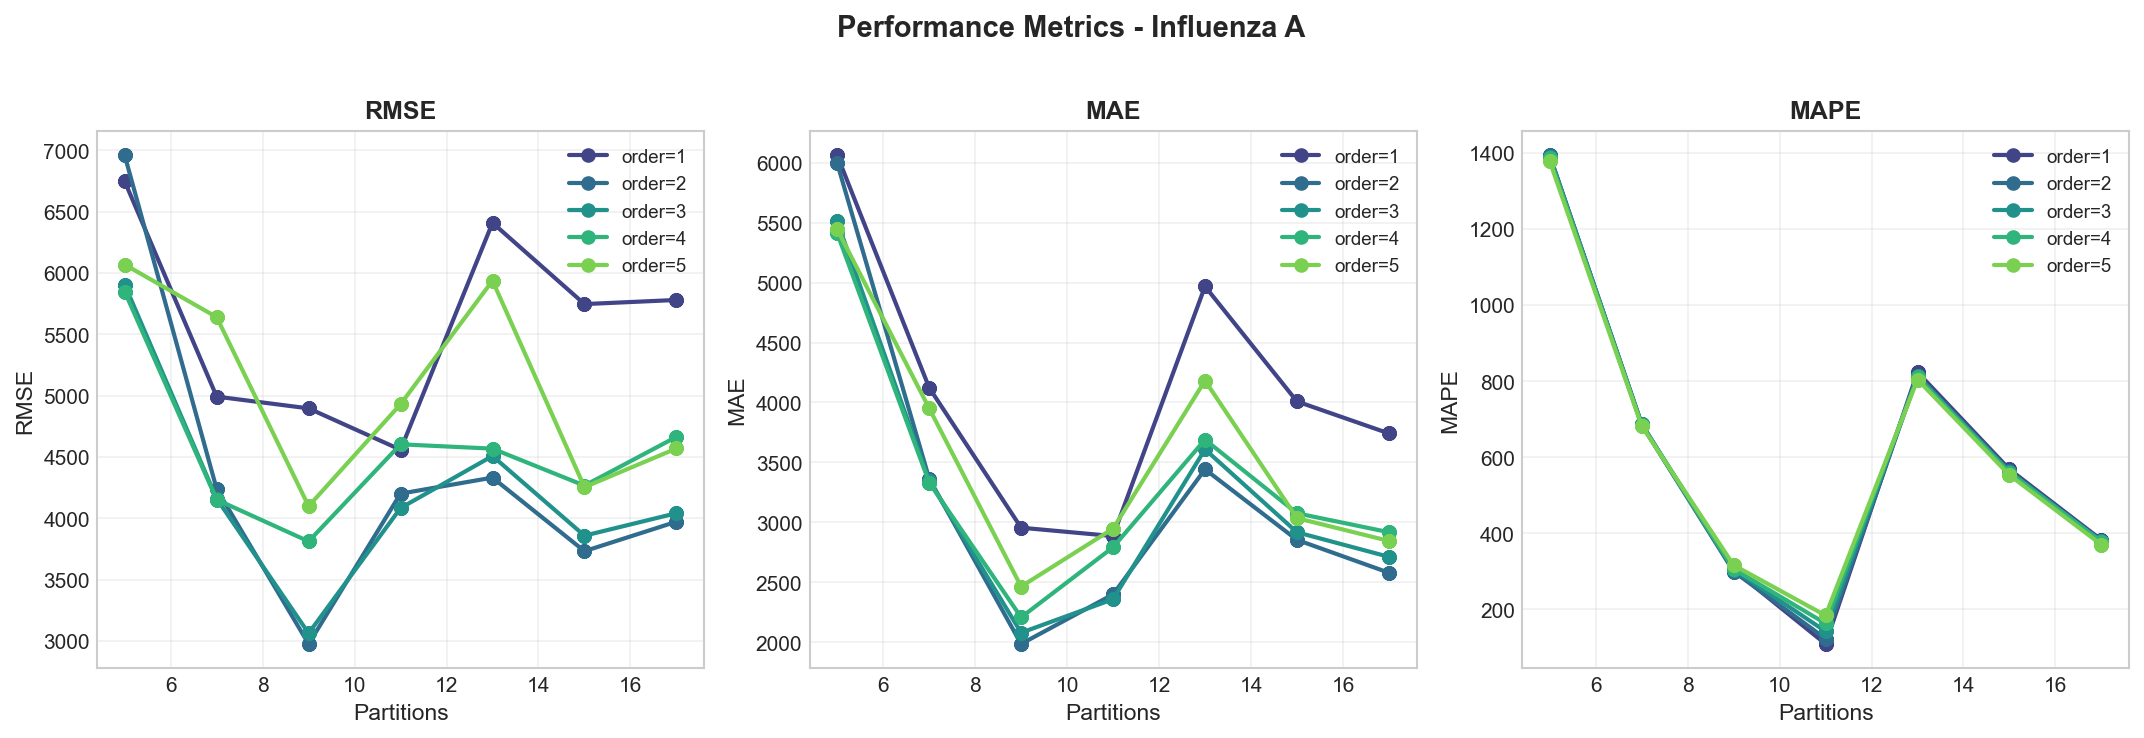 Performance Metrics - Influenza A
RMSE
7000
6500
6000
5500
5000
4500
4000
3500
3000
RMSE
6
8
10
12
14
16
Partitions
order=1
order=2
order=3
order=4
order=5
MAE
6000
5500
5000
4500
4000
3500
3000
2500
2000
MAE
6
8
10
12
14
16
Partitions
order=1
order=2
order=3
order=4
order=5
MAPE
1400
1200
1000
800
600
400
200
MAPE
6
8
10
12
14
16
Partitions
order=1
order=2
order=3
order=4
order=5